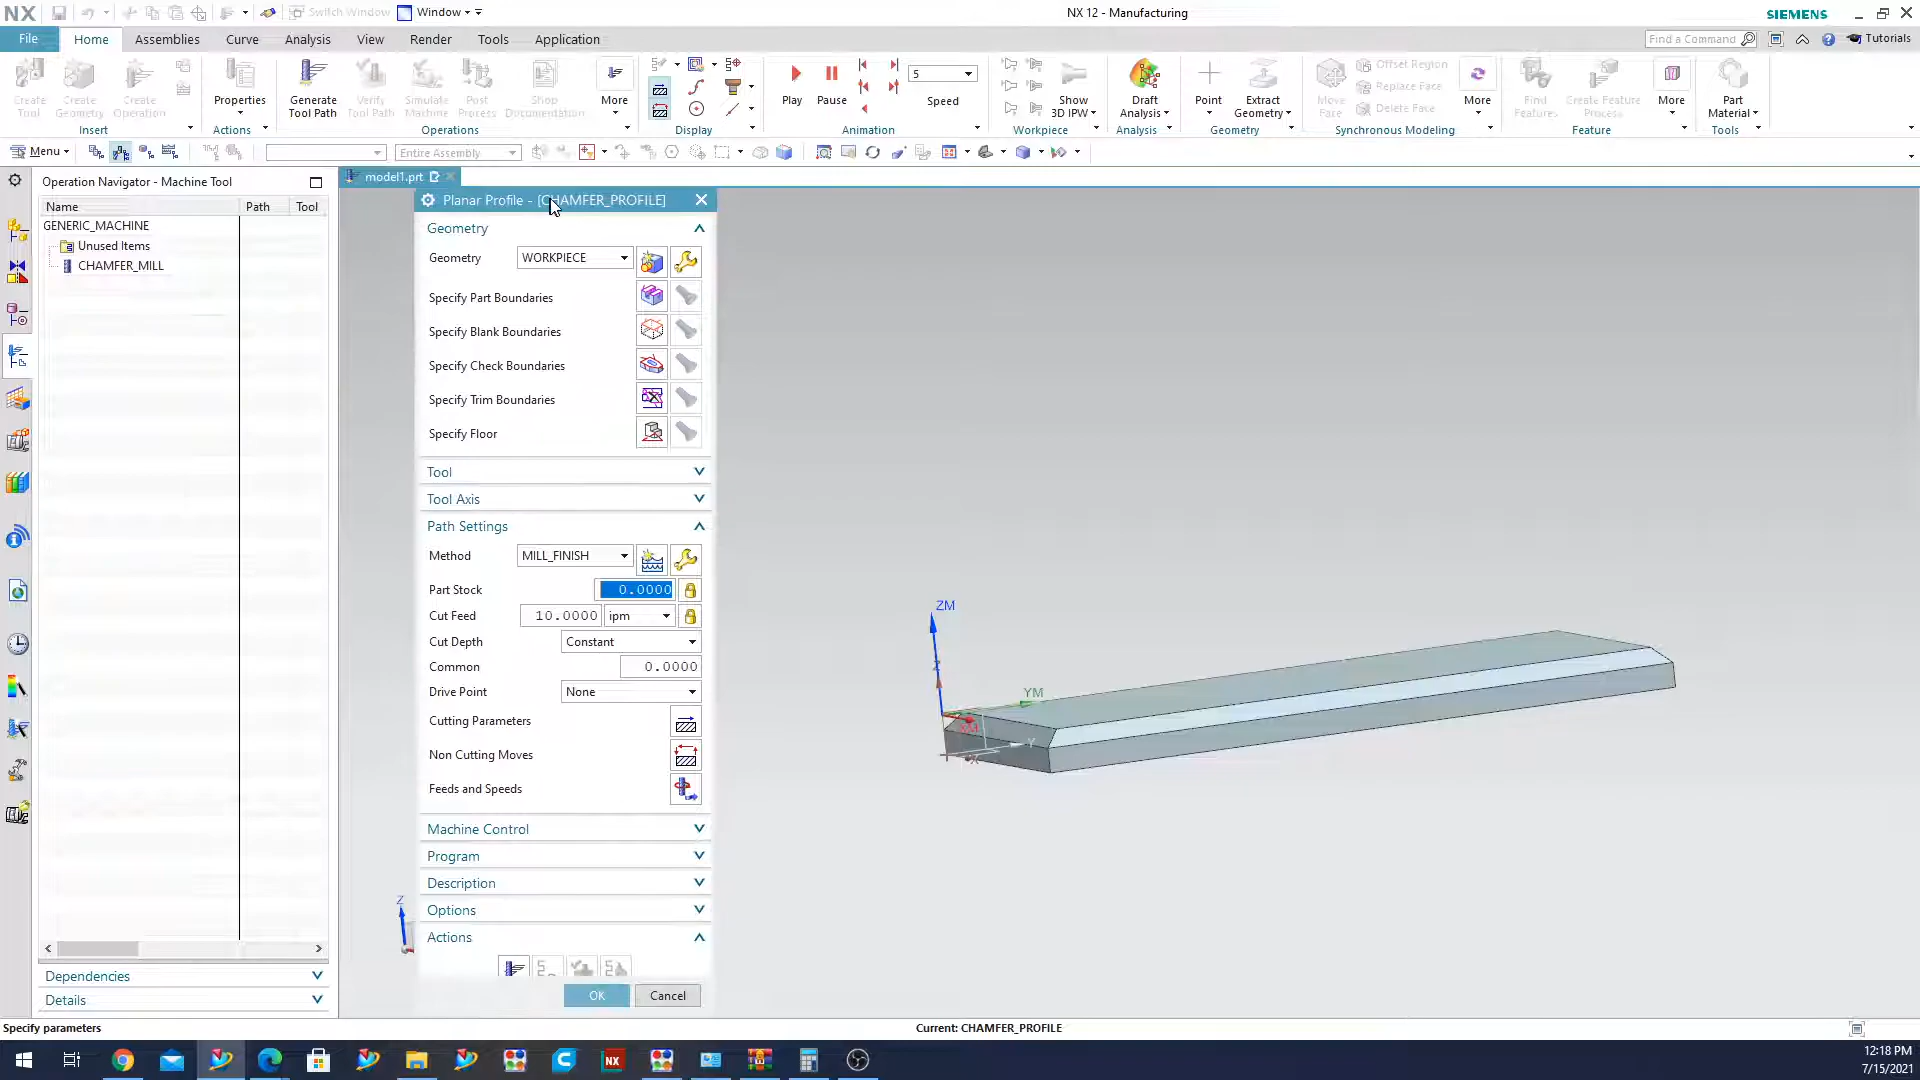 NX
Switch Window
Window
NX 12 - Manufacturing
SIEMENS
File
Home
Assemblies
Curve
Analysis
View
Render
Tools
Application
Find a Command
Tutorials
Create Tool
Create Geometry
Create Operation
Properties
Generate Tool Path
Verify Tool Path
Simulate Machine
Post Process
Shop Documentation
More
Play
Pause
5
Speed
Show 3D IPW
Draft Analysis
Point
Extract Geometry
Move Face
Offset Region
Replace Face
Delete Face
More
Find Features
Create Feature Process
More
Part Material
Insert
Actions
Operations
Display
Animation
Workpiece
Analysis
Geometry
Synchronous Modeling
Feature
Tools
Menu
Entire Assembly
Operation Navigator - Machine Tool
Name
Path
Tool
GENERIC_MACHINE
Unused Items
CHAMFER_MILL
Dependencies
Details
model1.prt
Planar Profile - [CHAMFER_PROFILE]
Geometry
Geometry
WORKPIECE
Specify Part Boundaries
Specify Blank Boundaries
Specify Check Boundaries
Specify Trim Boundaries
Specify Floor
Tool
Tool Axis
Path Settings
Method
MILL_FINISH
Part Stock
0.0000
Cut Feed
10.0000
ipm
Cut Depth
Constant
Common
0.0000
Drive Point
None
Cutting Parameters
Non Cutting Moves
Feeds and Speeds
Machine Control
Program
Description
Options
Actions
OK
Cancel
ZM
YM
XM
Z
Y
X
Z
Specify parameters
Current: CHAMFER_PROFILE
NX
12:18 PM
7/15/2021